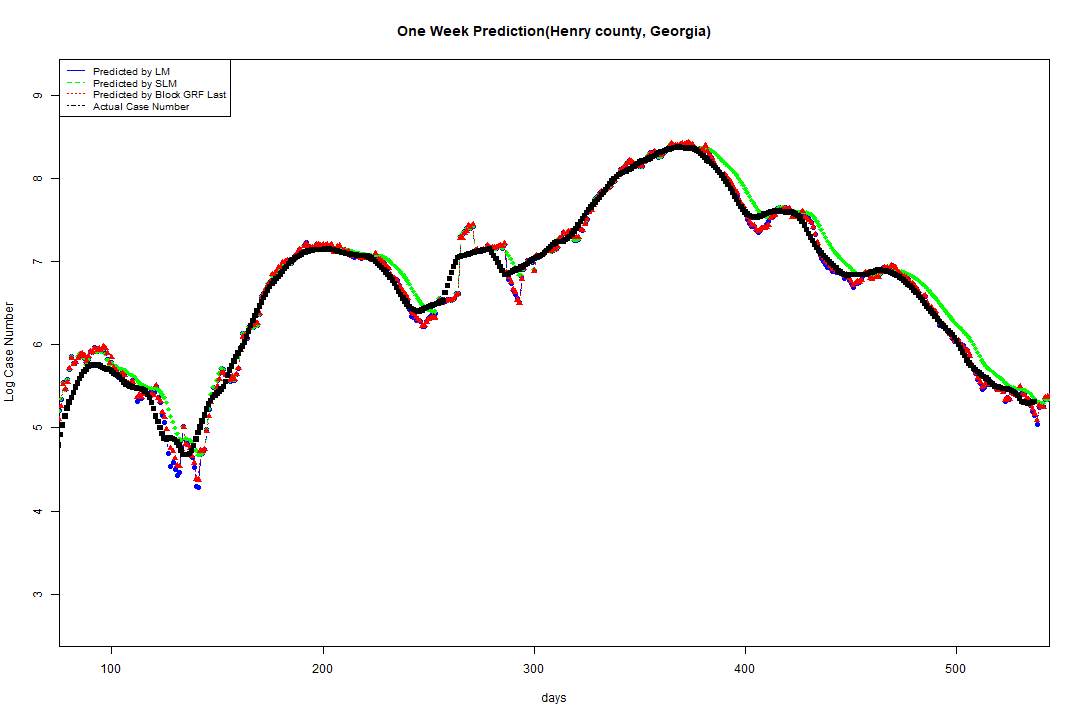 One Week Prediction(Henry county, Georgia)
Predicted by LM
Predicted by SLM
Predicted by Block GRF Last
Actual Case Number
9
8
7
6
5
4
3
Log Case Number
100 200 300 400 500
days